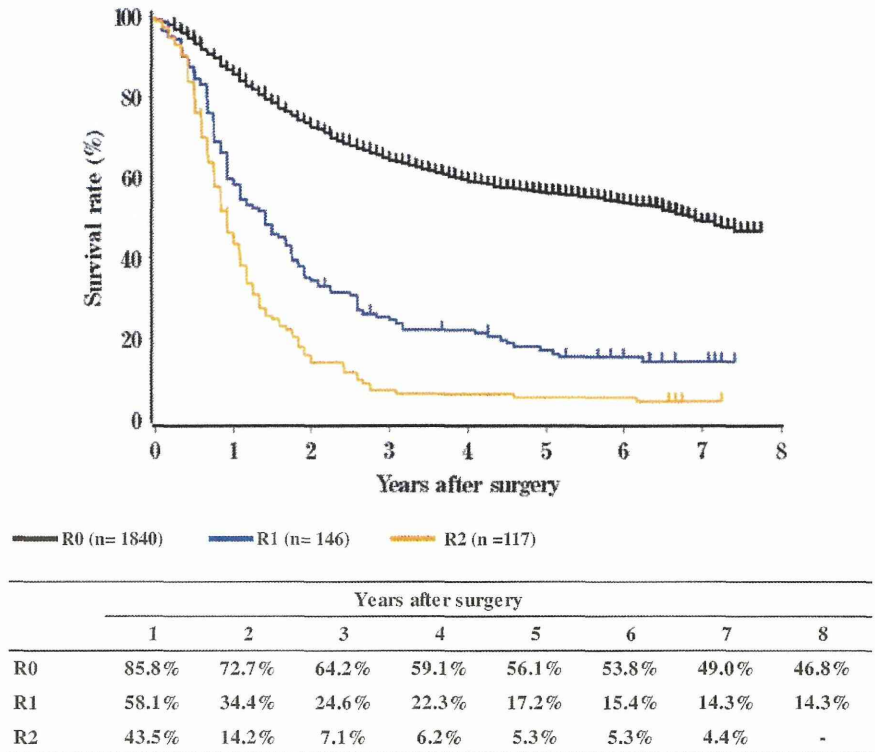 100
80
60
40
20
0
Survival rate (%)
0 1 2 3 4 5 6 7 8
Years after surgery
R0 (n= 1840) R1 (n= 146) R2 (n =117)
Years after surgery
1 2 3 4 5 6 7 8
R0 85.8% 72.7% 64.2% 59.1% 56.1% 53.8% 49.0% 46.8%
R1 58.1% 34.4% 24.6% 22.3% 17.2% 15.4% 14.3% 14.3%
R2 43.5% 14.2% 7.1% 6.2% 5.3% 5.3% 4.4% -